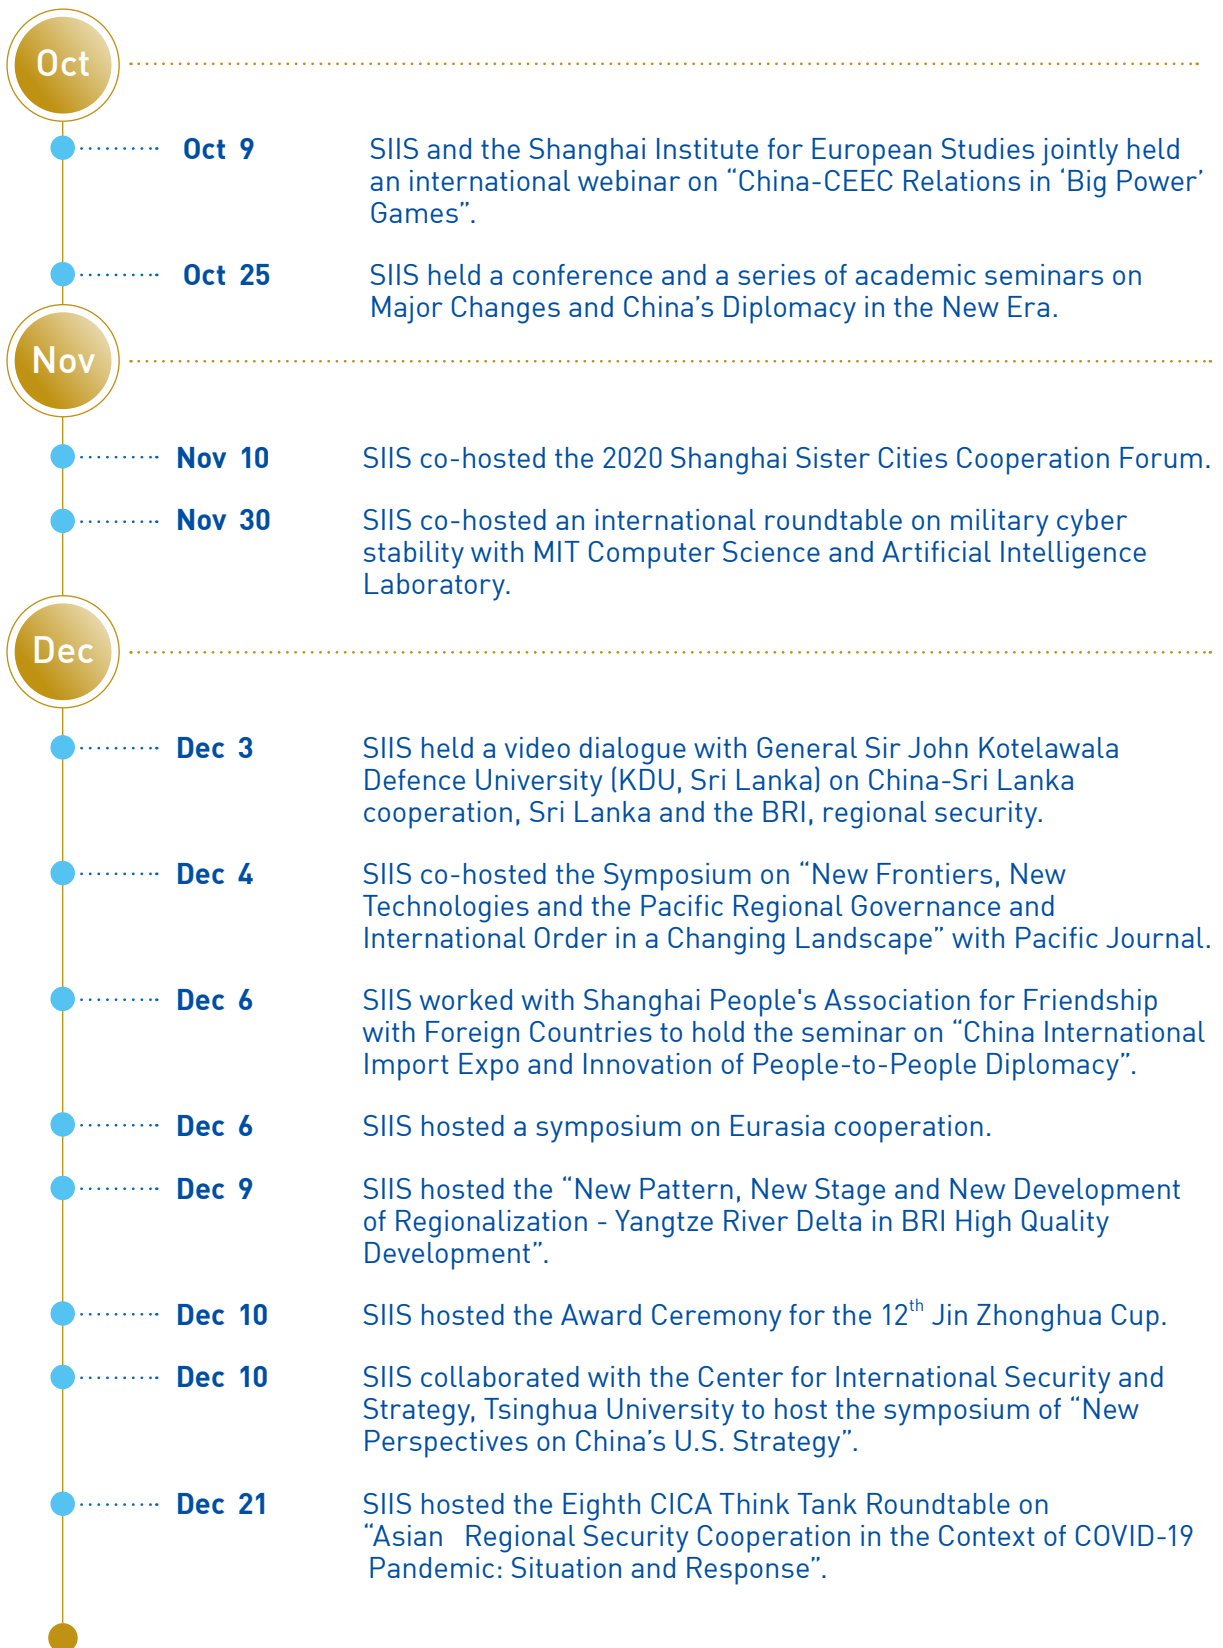 Oct
Oct 9 SIIS and the Shanghai Institute for European Studies jointly held
an international webinar on “China-CEEC Relations in ‘Big Power’
Games”.
Oct 25 SIIS held a conference and a series of academic seminars on
Major Changes and China’s Diplomacy in the New Era.
Nov
Nov 10 SIIS co-hosted the 2020 Shanghai Sister Cities Cooperation Forum.
Nov 30 SIIS co-hosted an international roundtable on military cyber
stability with MIT Computer Science and Artificial Intelligence
Laboratory.
Dec
Dec 3 SIIS held a video dialogue with General Sir John Kotelawala
Defence University (KDU, Sri Lanka) on China-Sri Lanka
cooperation, Sri Lanka and the BRI, regional security.
Dec 4 SIIS co-hosted the Symposium on “New Frontiers, New
Technologies and the Pacific Regional Governance and
International Order in a Changing Landscape” with Pacific Journal.
Dec 6 SIIS worked with Shanghai People's Association for Friendship
with Foreign Countries to hold the seminar on “China International
Import Expo and Innovation of People-to-People Diplomacy”.
Dec 6 SIIS hosted a symposium on Eurasia cooperation.
Dec 9 SIIS hosted the “New Pattern, New Stage and New Development
of Regionalization - Yangtze River Delta in BRI High Quality
Development”.
Dec 10 SIIS hosted the Award Ceremony for the 12th Jin Zhonghua Cup.
Dec 10 SIIS collaborated with the Center for International Security and
Strategy, Tsinghua University to host the symposium of “New
Perspectives on China’s U.S. Strategy”.
Dec 21 SIIS hosted the Eighth CICA Think Tank Roundtable on
“Asian Regional Security Cooperation in the Context of COVID-19
Pandemic: Situation and Response”.